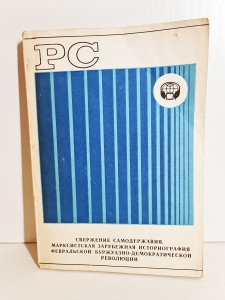 РС
СВЕРЖЕНИЕ САМОДЕРЖАВИЯ.
МАРКСИСТСКАЯ ЗАРУБЕЖНАЯ ИСТОРИОГРАФИЯ
ФЕВРАЛЬСКОЙ БУРЖУАЗНО-ДЕМОКРАТИЧЕСКОЙ
РЕВОЛЮЦИИ